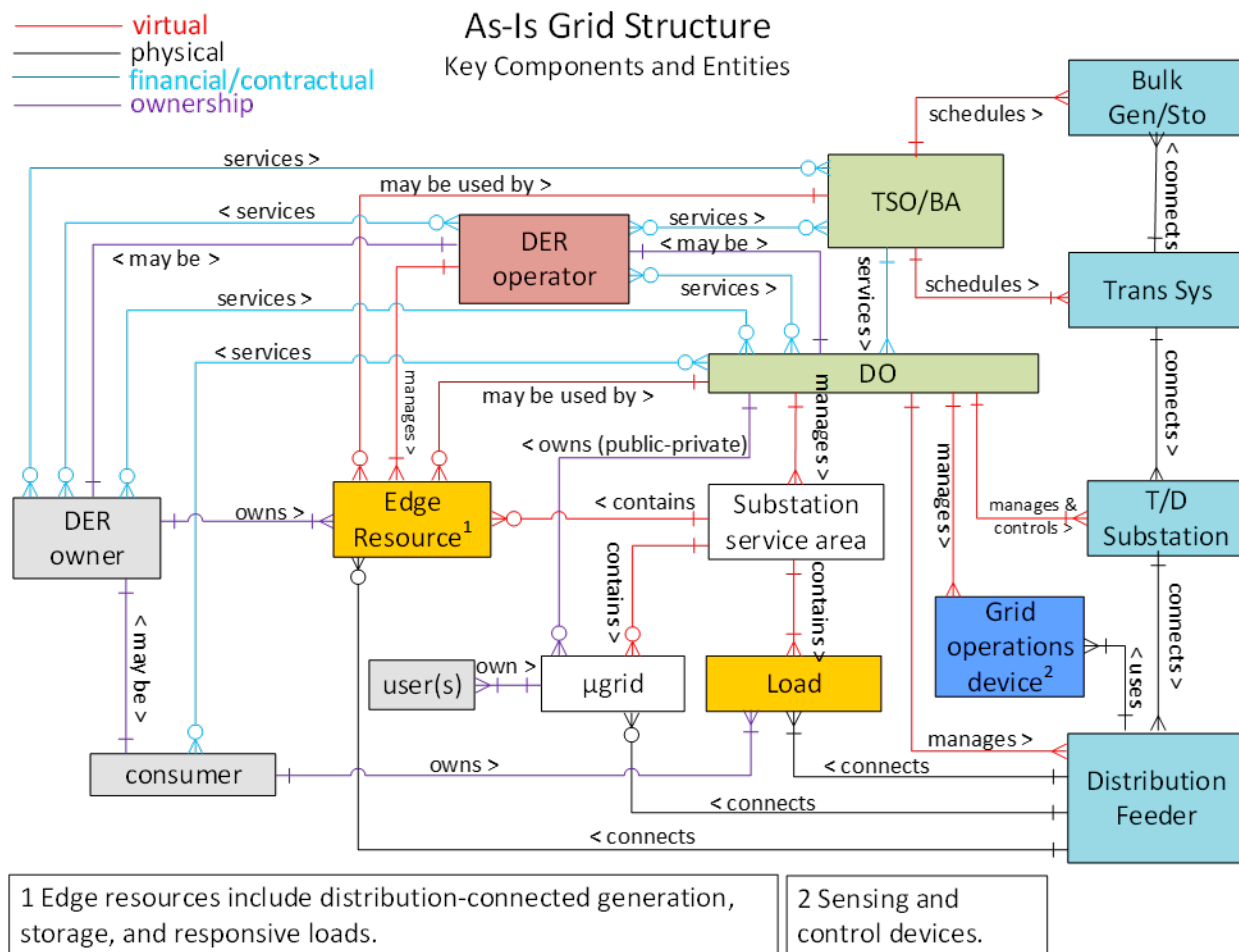 As-Is Grid Structure
Key Components and Entities
virtual
physical
financial/contractual
ownership
Bulk
Gen/Sto
schedules >
services >
may be used by >
TSO/BA
< connects
< services
services >
DER
operator
< may be >
< may be >
services >
services >
schedules >
Trans Sys
services >
< services
DO
connects >
manages >
may be used by >
manages >
< owns (public-private)
manages >
manages &
controls >
T/D
Substation
DER
owner
owns >
Edge
Resource¹
< contains
Substation
service area
contains >
contains >
Grid
operations
device²
connects >
< uses
< may be >
user(s)
own >
μgrid
Load
manages >
consumer
owns >
< connects
Distribution
Feeder
< connects
< connects
1 Edge resources include distribution-connected generation,
storage, and responsive loads.
2 Sensing and
control devices.